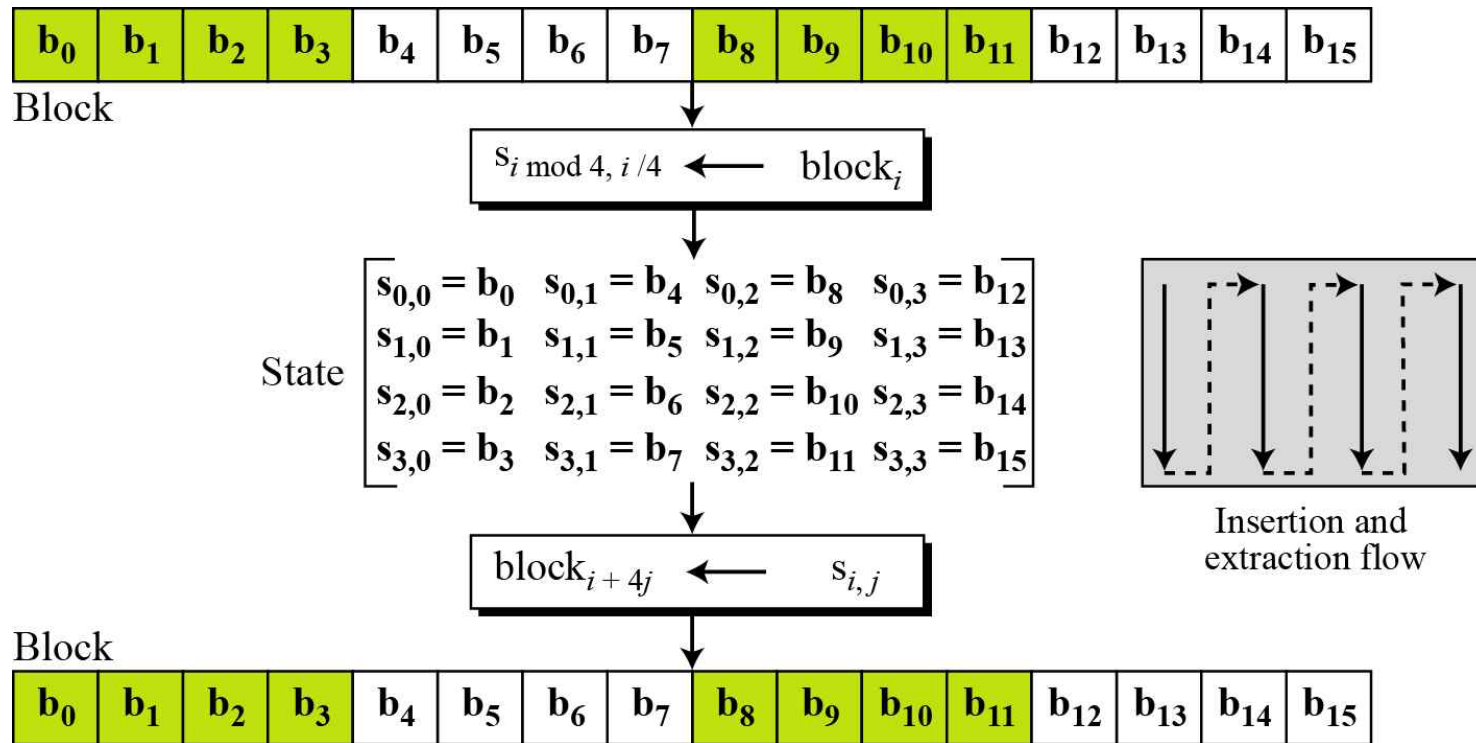 b₀ b₁ b₂ b₃ b₄ b₅ b₆ b₇ b₈ b₉ b₁₀ b₁₁ b₁₂ b₁₃ b₁₄ b₁₅
Block
s_{i mod 4, i /4} ← block_i
s₀,₀ = b₀ s₀,₁ = b₄ s₀,₂ = b₈ s₀,₃ = b₁₂
s₁,₀ = b₁ s₁,₁ = b₅ s₁,₂ = b₉ s₁,₃ = b₁₃
State
s₂,₀ = b₂ s₂,₁ = b₆ s₂,₂ = b₁₀ s₂,₃ = b₁₄
s₃,₀ = b₃ s₃,₁ = b₇ s₃,₂ = b₁₁ s₃,₃ = b₁₅
Insertion and
extraction flow
block_{i + 4j} ← s_{i, j}
Block
b₀ b₁ b₂ b₃ b₄ b₅ b₆ b₇ b₈ b₉ b₁₀ b₁₁ b₁₂ b₁₃ b₁₄ b₁₅